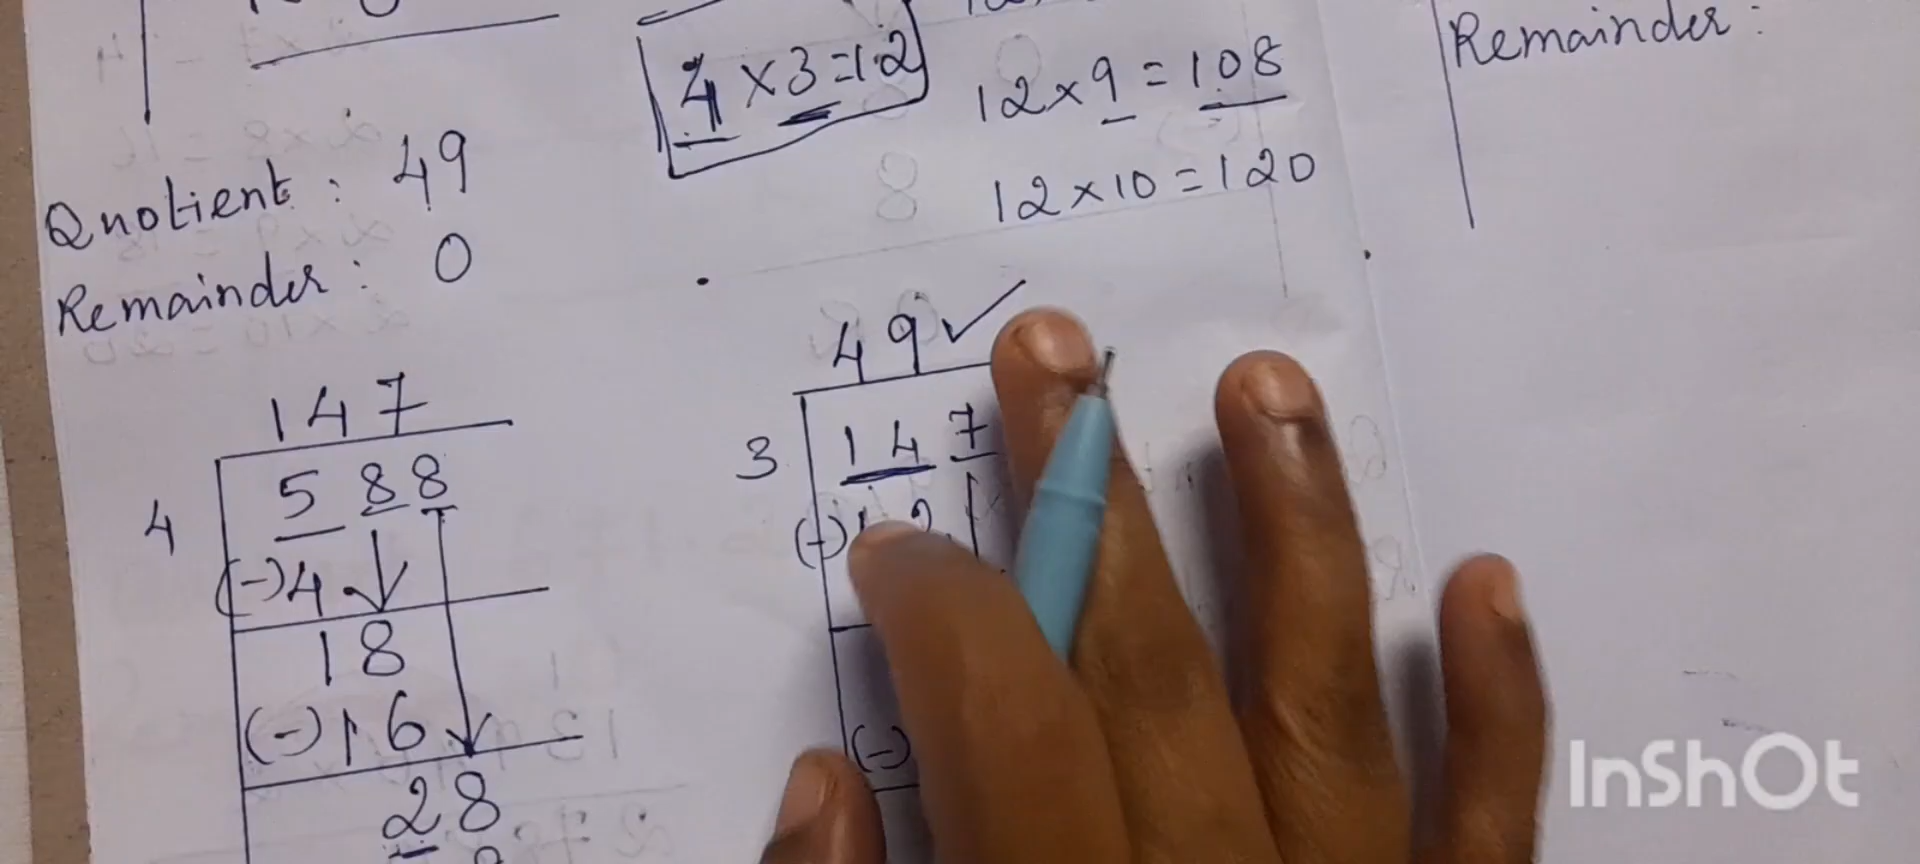 4 × 3 = 12
12 × 9 = 108
12 × 10 = 120
Remainder :
Quotient : 49
Remainder : 0
147
4 588
(-) 4
18
(-) 16
28
49 ✓
3 147
(-) 12
(-)
InShOt